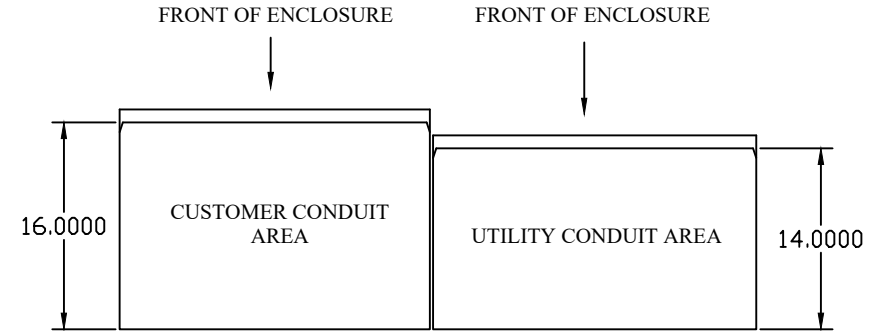 FRONT OF ENCLOSURE
FRONT OF ENCLOSURE
CUSTOMER CONDUIT
AREA
16.0000
UTILITY CONDUIT AREA
14.0000